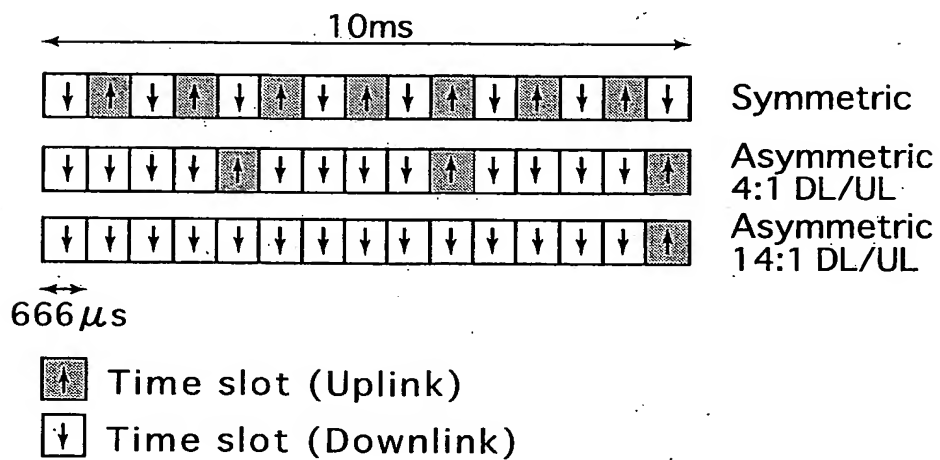 10ms
Symmetric
Asymmetric
4:1 DL/UL
Asymmetric
14:1 DL/UL
666μs
Time slot (Uplink)
Time slot (Downlink)